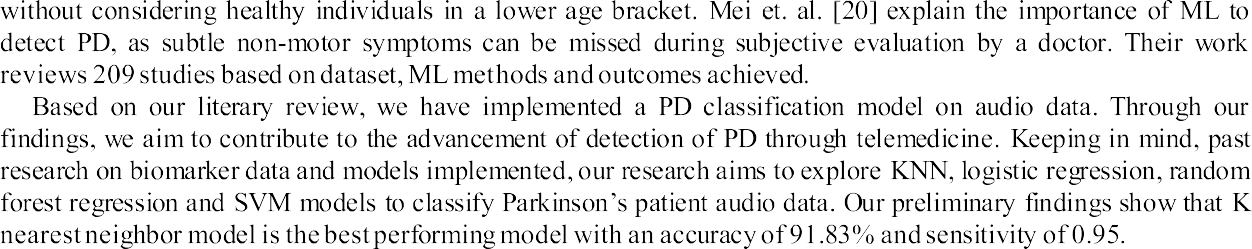 without considering healthy individuals in a lower age bracket. Mei et. al. [20] explain the importance of ML to
detect PD, as subtle non-motor symptoms can be missed during subjective evaluation by a doctor. Their work
reviews 209 studies based on dataset, ML methods and outcomes achieved.
Based on our literary review, we have implemented a PD classification model on audio data. Through our
findings, we aim to contribute to the advancement of detection of PD through telemedicine. Keeping in mind, past
research on biomarker data and models implemented, our research aims to explore KNN, logistic regression, random
forest regression and SVM models to classify Parkinson's patient audio data. Our preliminary findings show that K
nearest neighbor model is the best performing model with an accuracy of 91.83% and sensitivity of 0.95.